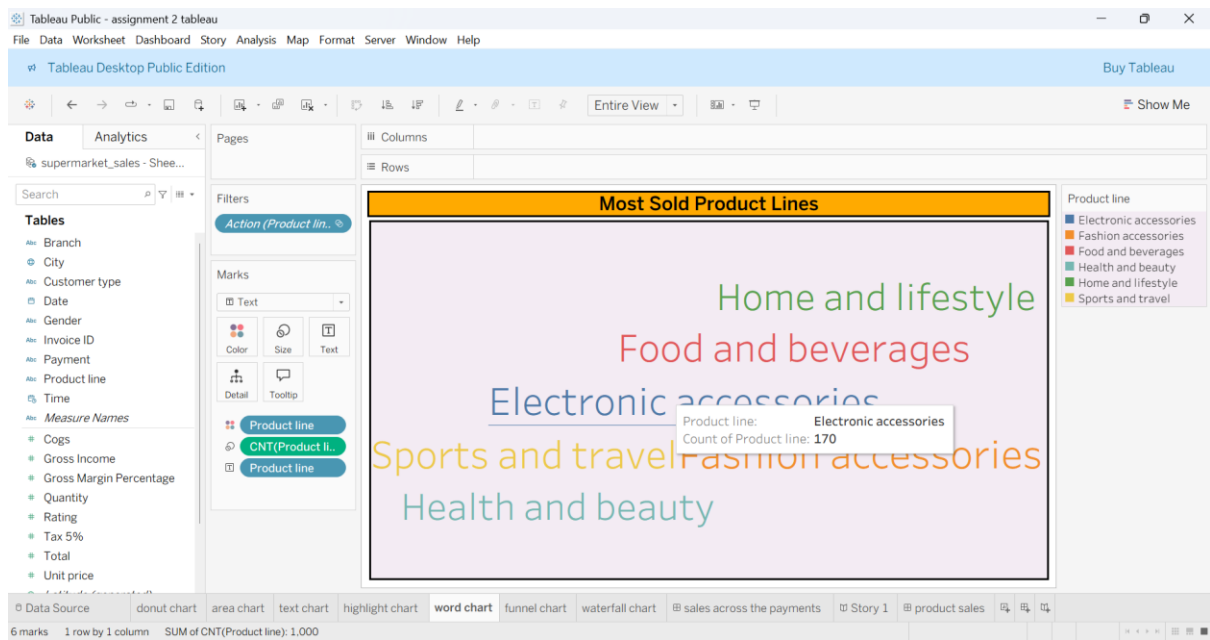 Tableau Public - assignment 2 tableau
File Data Worksheet Dashboard Story Analysis Map Format Server Window Help
Tableau Desktop Public Edition
Buy Tableau
Entire View
Show Me
Data Analytics
supermarket_sales - Shee...
Search
Tables
Abc Branch
City
Abc Customer type
Date
Abc Gender
Abc Invoice ID
Abc Payment
Abc Product line
Time
Abc Measure Names
# Cogs
# Gross Income
# Gross Margin Percentage
# Quantity
# Rating
# Tax 5%
# Total
# Unit price
Pages
Filters
Action (Product lin..
Marks
Text
Color Size Text
Detail Tooltip
Product line
CNT(Product li..
Product line
Columns
Rows
Most Sold Product Lines
Home and lifestyle
Food and beverages
Electronic accessories
Product line: Electronic accessories
Count of Product line: 170
Sports and travel Fashion accessories
Health and beauty
Product line
Electronic accessories
Fashion accessories
Food and beverages
Health and beauty
Home and lifestyle
Sports and travel
Data Source donut chart area chart text chart highlight chart word chart funnel chart waterfall chart sales across the payments Story 1 product sales
6 marks 1 row by 1 column SUM of CNT(Product line): 1,000